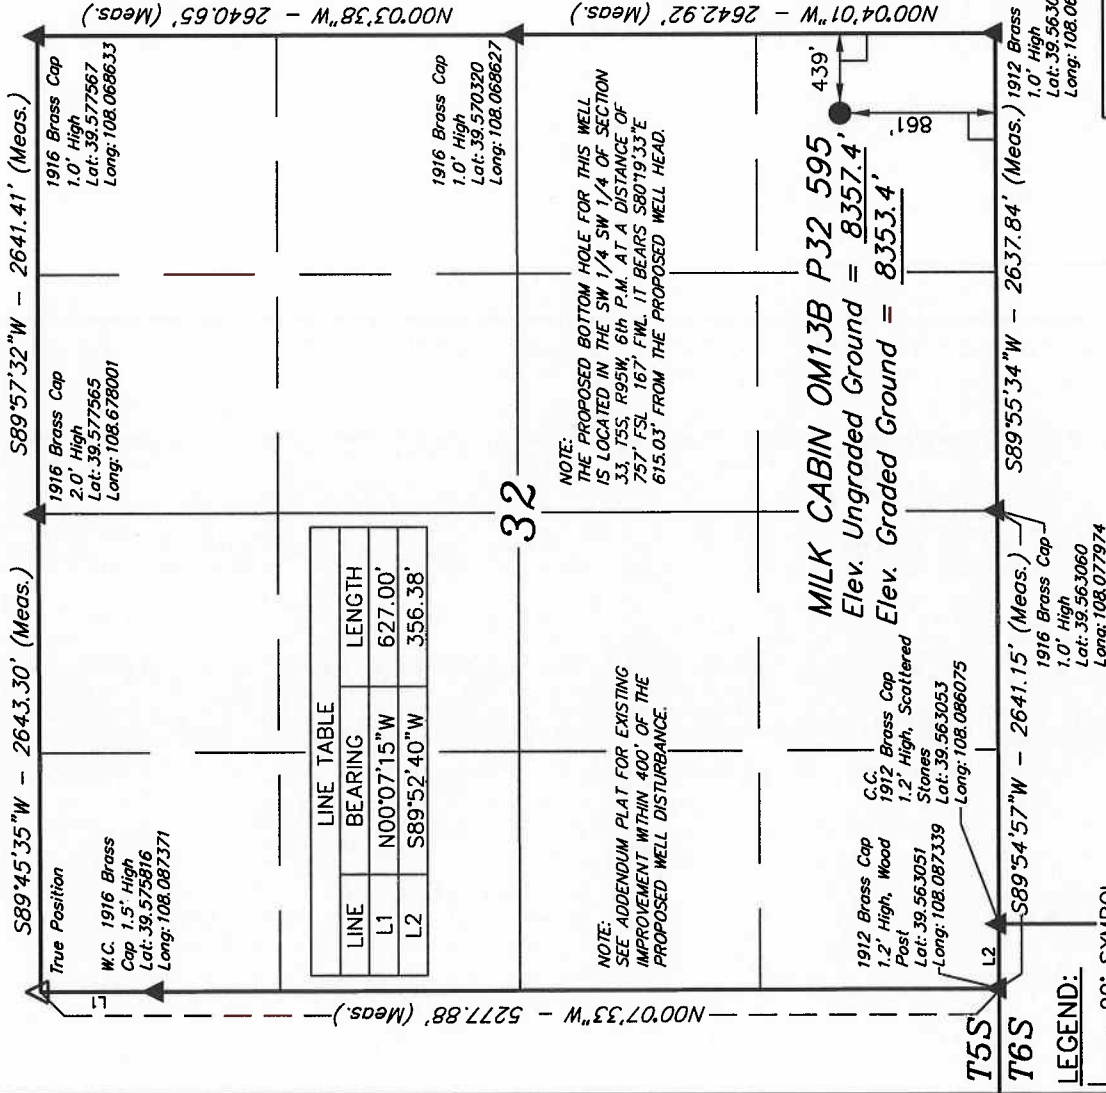 S89°45'35"W - 2643.30' (Meas.)
S89°57'32"W - 2641.41' (Meas.)
True Position
W.C. 1916 Brass
Cap 1.5' High
Lat: 39.575816
Long: 108.087371
1916 Brass Cap
2.0' High
Lat: 39.577565
Long: 108.678001
1916 Brass Cap
1.0' High
Lat: 39.577567
Long: 108.068633
L1
N00°03'38"W - 2640.65' (Meas.)
LINE TABLE
LINE BEARING LENGTH
L1 N00°07'15"W 627.00'
L2 S89°52'40"W 356.38'
1916 Brass Cap
1.0' High
Lat: 39.570320
Long: 108.068627
32
N00°07'33"W - 5277.88' (Meas.)
N00°04'01"W - 2642.92' (Meas.)
NOTE:
THE PROPOSED BOTTOM HOLE FOR THIS WELL
IS LOCATED IN THE SW 1/4 SW 1/4 OF SECTION
33, T5S, R95W, 6th P.M. AT A DISTANCE OF
757' FSL 167' FWL. IT BEARS S80°19'33"E
615.03' FROM THE PROPOSED WELL HEAD.
NOTE:
SEE ADDENDUM PLAT FOR EXISTING
IMPROVEMENT WITHIN 400' OF THE
PROPOSED WELL DISTURBANCE.
MILK CABIN OM13B P32 595
Elev. Ungraded Ground = 8357.4'
Elev. Graded Ground = 8353.4'
439'
861'
1912 Brass Cap
1.2' High, Wood
Post
Lat: 39.563051
Long: 108.087339
C.C.
1912 Brass Cap
1.2' High, Scattered
Stones
Lat: 39.563053
Long: 108.086075
L2
T5S
T6S
S89°54'57"W - 2641.15' (Meas.)
S89°55'34"W - 2637.84' (Meas.)
1916 Brass Cap
1.0' High
Lat: 39.563060
Long: 108.077974
1912 Brass
1.0' High
Lat: 39.5630
Long: 108.06
LEGEND:
90° SYMBOL